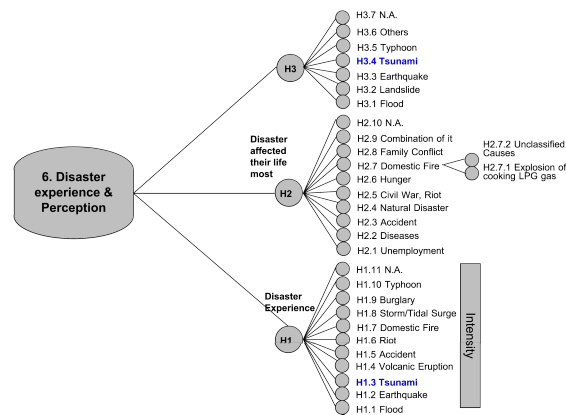 H3.7 N.A.
H3.6 Others
H3.5 Typhoon
H3.4 Tsunami
H3.3 Earthquake
H3.2 Landslide
H3.1 Flood
H3
Disaster
affected
their life
most
H2.10 N.A.
H2.9 Combination of it
H2.8 Family Conflict
H2.7 Domestic Fire
H2.6 Hunger
H2.5 Civil War, Riot
H2.4 Natural Disaster
H2.3 Accident
H2.2 Diseases
H2.1 Unemployment
H2.7.2 Unclassified
Causes
H2.7.1 Explosion of
cooking LPG gas
H2
6. Disaster
experience &
Perception
Disaster
Experience
H1
H1.11 N.A.
H1.10 Typhoon
H1.9 Burglary
H1.8 Storm/Tidal Surge
H1.7 Domestic Fire
H1.6 Riot
H1.5 Accident
H1.4 Volcanic Eruption
H1.3 Tsunami
H1.2 Earthquake
H1.1 Flood
Intensity